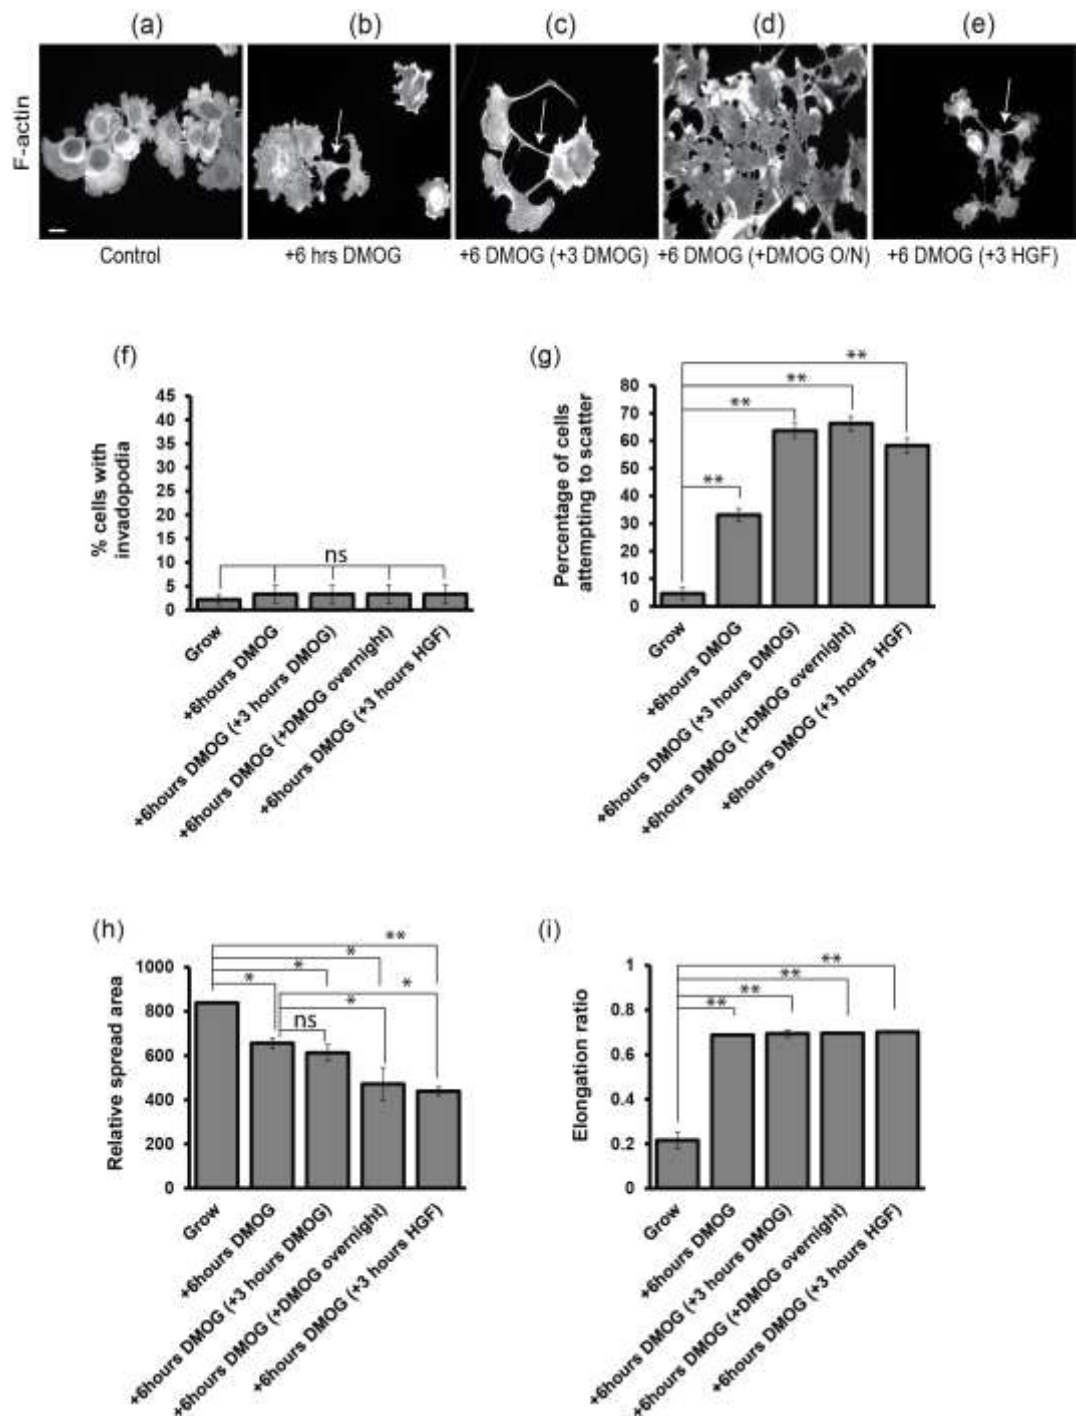 (a) (b) (c) (d) (e)
F-actin
Control +6 hrs DMOG +6 DMOG (+3 DMOG) +6 DMOG (+DMOG O/N) +6 DMOG (+3 HGF)
(f)
% cells with
invadopodia
45
40
35
30
25
20
15
10
5
0
ns
Grow
+6hours DMOG
+6hours DMOG (+3 hours DMOG)
+6hours DMOG (+DMOG overnight)
+6hours DMOG (+3 hours HGF)
(g)
Percentage of cells
attempting to scatter
80
70
60
50
40
30
20
10
0
**
**
**
**
Grow
+6hours DMOG
+6hours DMOG (+3 hours DMOG)
+6hours DMOG (+DMOG overnight)
+6hours DMOG (+3 hours HGF)
(h)
Relative spread area
1000
800
600
400
200
0
**
*
*
*
*
*
ns
Grow
+6hours DMOG
+6hours DMOG (+3 hours DMOG)
+6hours DMOG (+DMOG overnight)
+6hours DMOG (+3 hours HGF)
(i)
Elongation ratio
1
0.8
0.6
0.4
0.2
0
**
**
**
**
Grow
+6hours DMOG
+6hours DMOG (+3 hours DMOG)
+6hours DMOG (+DMOG overnight)
+6hours DMOG (+3 hours HGF)